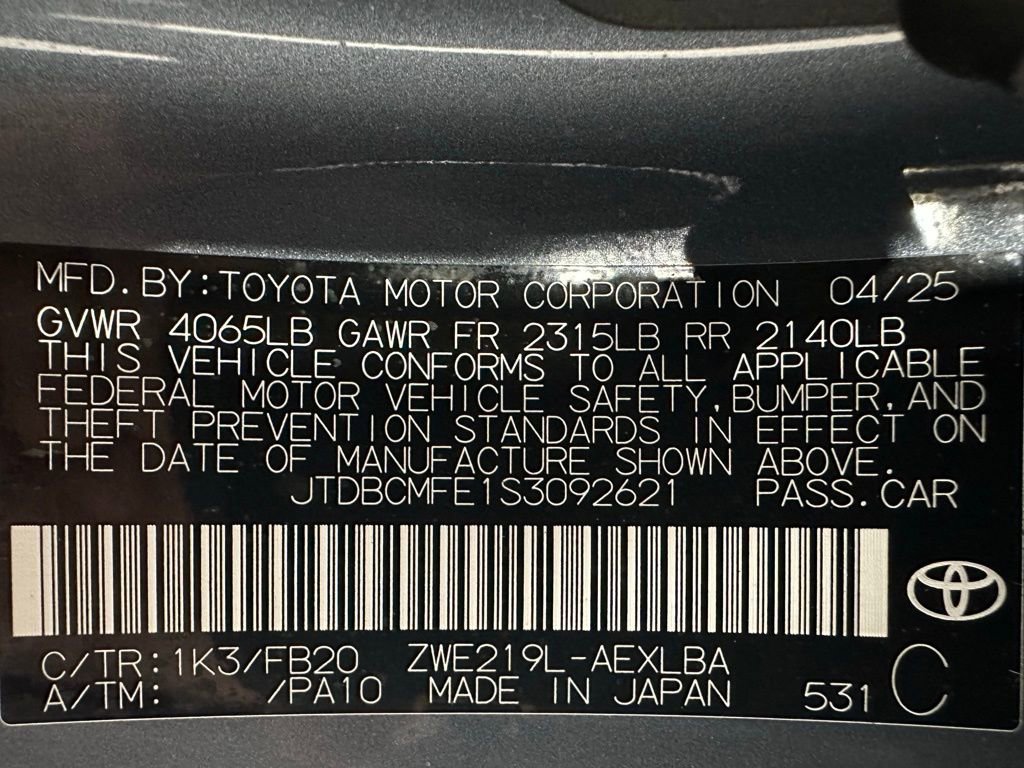 MFD. BY: TOYOTA MOTOR CORPORATION 04/25
GVWR 4065LB GAWR FR 2315LB RR 2140LB
THIS VEHICLE CONFORMS TO ALL APPLICABLE
FEDERAL MOTOR VEHICLE SAFETY, BUMPER, AND
THEFT PREVENTION STANDARDS IN EFFECT ON
THE DATE OF MANUFACTURE SHOWN ABOVE.
JTDBCMFE1S3092621 PASS. CAR
C/TR: 1K3/FB20 ZWE219L-AEXLBA
A/TM: /PA10 MADE IN JAPAN 531 C